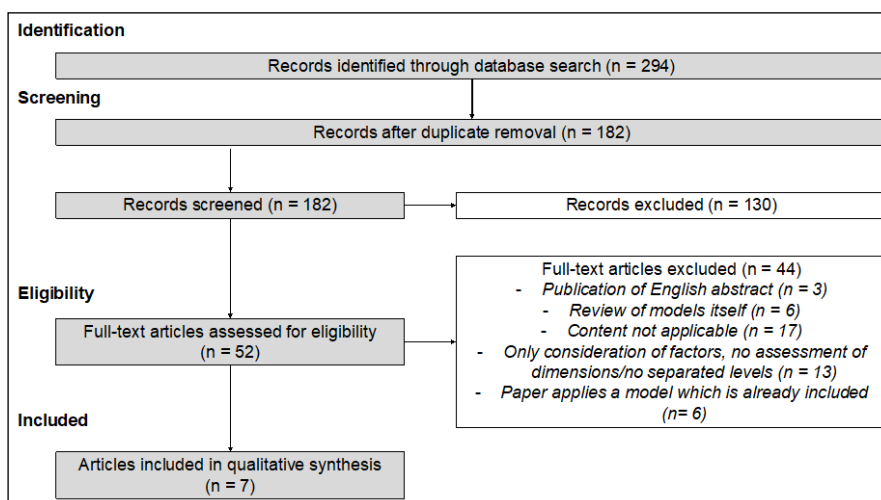 Identification
Records identified through database search (n = 294)
Screening
Records after duplicate removal (n = 182)
Records screened (n = 182)
Records excluded (n = 130)
Eligibility
Full-text articles assessed for eligibility
(n = 52)
Full-text articles excluded (n = 44)
- Publication of English abstract (n = 3)
- Review of models itself (n = 6)
- Content not applicable (n = 17)
- Only consideration of factors, no assessment of
dimensions/no separated levels (n = 13)
- Paper applies a model which is already included
(n= 6)
Included
Articles included in qualitative synthesis
(n = 7)